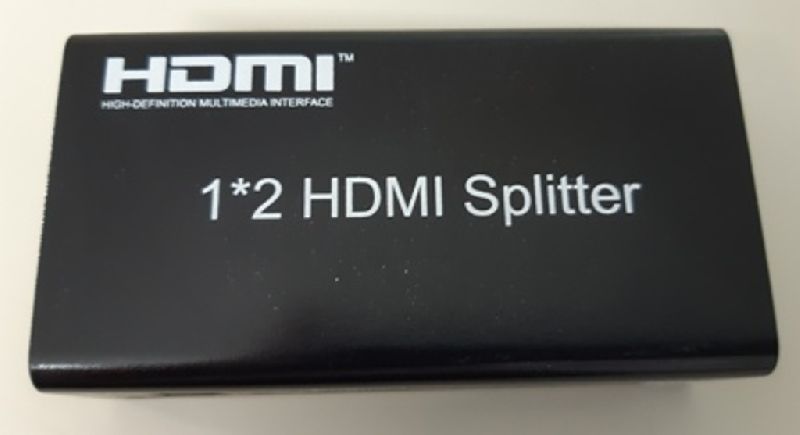 HDMI™
HIGH-DEFINITION MULTIMEDIA INTERFACE
1*2 HDMI Splitter